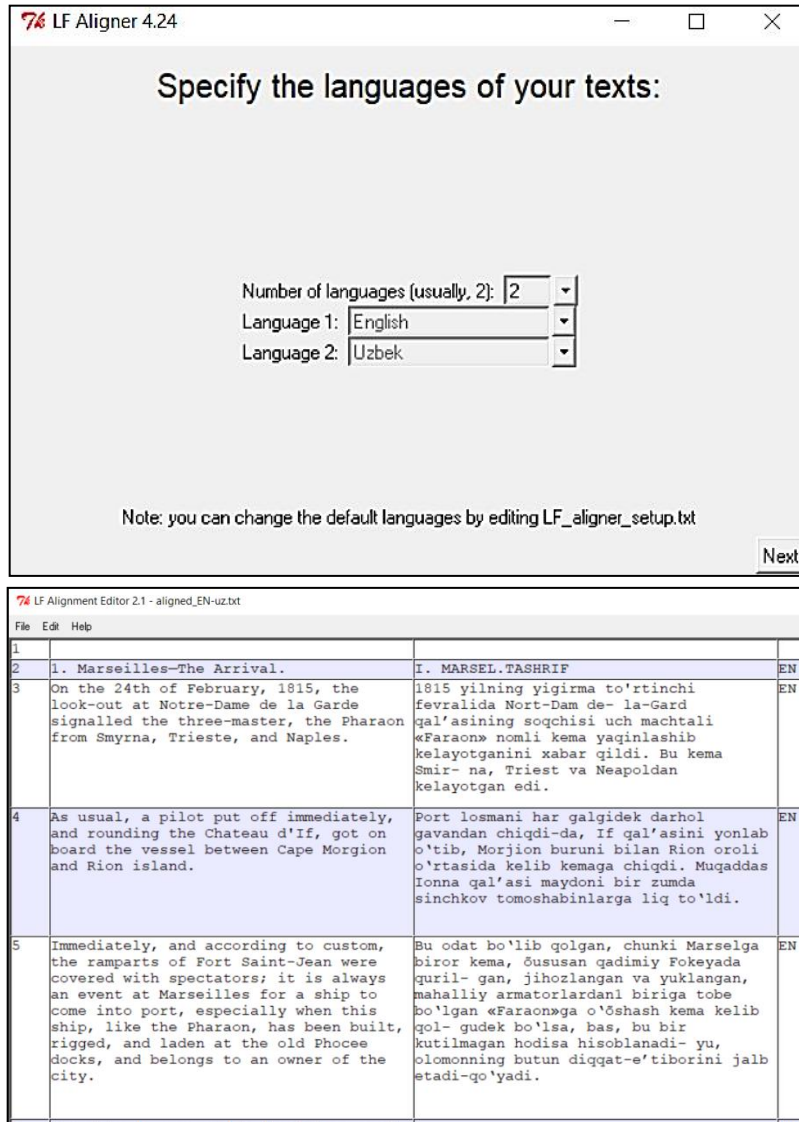 LF Aligner 4.24
Specify the languages of your texts:
Number of languages (usually, 2): 2
Language 1: English
Language 2: Uzbek
Note: you can change the default languages by editing LF_aligner_setup.txt
Next
LF Alignment Editor 2.1 - aligned_EN-uz.txt
File Edit Help
1
2
1. Marseilles—The Arrival.
I. MARSEL.TASHRIF
EN
3
On the 24th of February, 1815, the
look-out at Notre-Dame de la Garde
signalled the three-master, the Pharaon
from Smyrna, Trieste, and Naples.
1815 yilning yigirma to'rtinchi
fevralida Nort-Dam de- la-Gard
qal’asining soqchisi uch machtali
«Faraon» nomli kema yaqinlashib
kelayotganini xabar qildi. Bu kema
Smir- na, Triest va Neapoldan
kelayotgan edi.
EN
4
As usual, a pilot put off immediately,
and rounding the Chateau d'If, got on
board the vessel between Cape Morgion
and Rion island.
Port losmani har galgidek darhol
gavandan chiqdi-da, If qal’asini yonlab
o‘tib, Morjion buruni bilan Rion oroli
o‘rtasida kelib kemaga chiqdi. Muqaddas
Ionna qal’asi maydoni bir zumda
sinchkov tomoshabinlarga liq to‘ldi.
EN
5
Immediately, and according to custom,
the ramparts of Fort Saint-Jean were
covered with spectators; it is always
an event at Marseilles for a ship to
come into port, especially when this
ship, like the Pharaon, has been built,
rigged, and laden at the old Phocee
docks, and belongs to an owner of the
city.
Bu odat bo‘lib qolgan, chunki Marselga
biror kema, õususan qadimiy Fokeyada
quril- gan, jihozlangan va yuklangan,
mahalliy armatorlardan1 biriga tobe
bo‘lgan «Faraon»ga o‘õshash kema kelib
qol- gudek bo‘lsa, bas, bu bir
kutilmagan hodisa hisoblanadi- yu,
olomonning butun diqqat-e’tiborini jalb
etadi-qo‘yadi.
EN